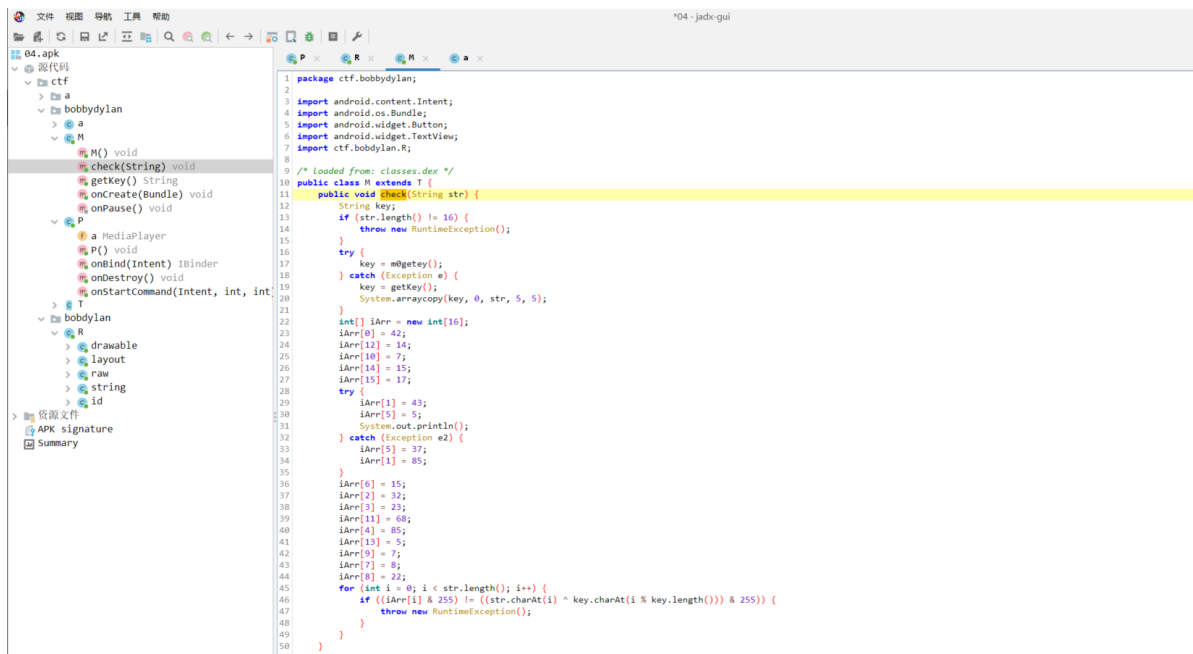 文件 视图 导航 工具 帮助
*04 - jadx-gui
04.apk
源代码
ctf
a
bobbydylan
a
M
M() void
check(String) void
getKey() String
onCreate(Bundle) void
onPause() void
P
a MediaPlayer
P() void
onBind(Intent) IBinder
onDestroy() void
onStartCommand(Intent, int, int)
T
bobdylan
R
drawable
layout
raw
string
id
资源文件
APK signature
Summary
P × R × M × a ×
1 package ctf.bobbydylan;
2
3 import android.content.Intent;
4 import android.os.Bundle;
5 import android.widget.Button;
6 import android.widget.TextView;
7 import ctf.bobdylan.R;
8
9 /* loaded from: classes.dex */
10 public class M extends T {
11 public void check(String str) {
12 String key;
13 if (str.length() != 16) {
14 throw new RuntimeException();
15 }
16 try {
17 key = m0getey();
18 } catch (Exception e) {
19 key = getKey();
20 System.arraycopy(key, 0, str, 5, 5);
21 }
22 int[] iArr = new int[16];
23 iArr[0] = 42;
24 iArr[12] = 14;
25 iArr[10] = 7;
26 iArr[14] = 15;
27 iArr[15] = 17;
28 try {
29 iArr[1] = 43;
30 iArr[5] = 5;
31 System.out.println();
32 } catch (Exception e2) {
33 iArr[5] = 37;
34 iArr[1] = 85;
35 }
36 iArr[6] = 15;
37 iArr[2] = 32;
38 iArr[3] = 23;
39 iArr[11] = 68;
40 iArr[4] = 85;
41 iArr[13] = 5;
42 iArr[9] = 7;
43 iArr[7] = 8;
44 iArr[8] = 22;
45 for (int i = 0; i < str.length(); i++) {
46 if ((iArr[i] & 255) != ((str.charAt(i) ^ key.charAt(i % key.length())) & 255)) {
47 throw new RuntimeException();
48 }
49 }
50 }